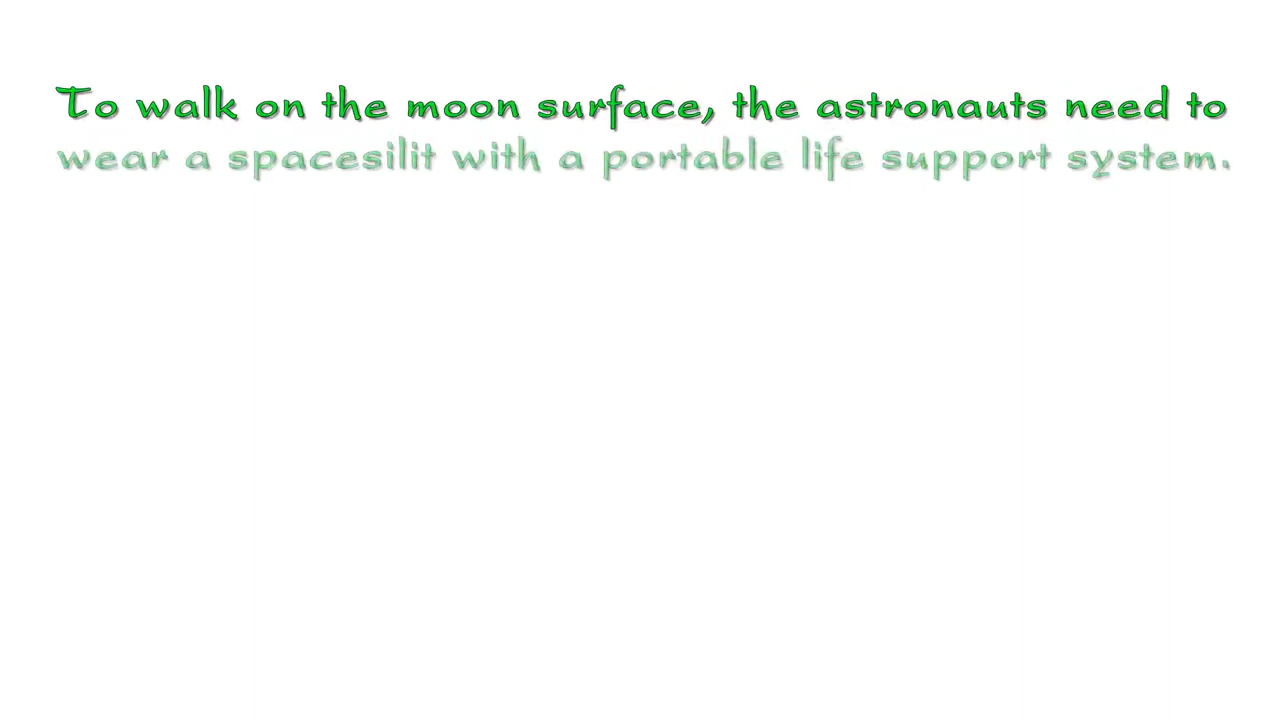 To walk on the moon surface, the astronauts need to
wear a spacesilit with a portable life support system.